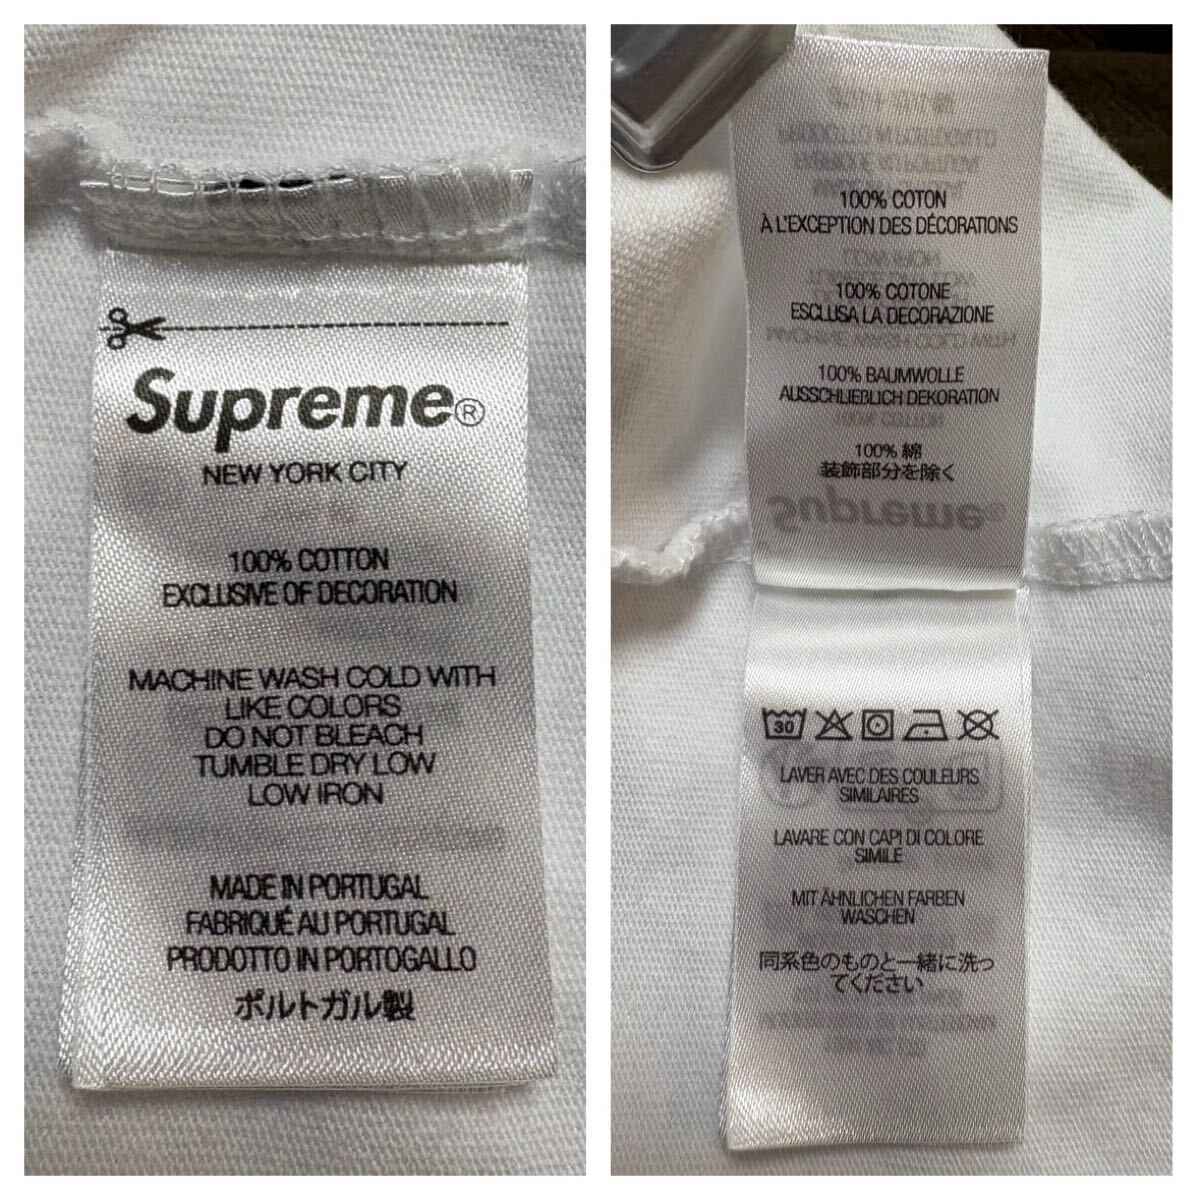 Supreme®
NEW YORK CITY
100% COTTON
EXCLUSIVE OF DECORATION
MACHINE WASH COLD WITH
LIKE COLORS
DO NOT BLEACH
TUMBLE DRY LOW
LOW IRON
MADE IN PORTUGAL
FABRIQUÉ AU PORTUGAL
PRODOTTO IN PORTOGALLO
ポルトガル製
100% COTON
À L'EXCEPTION DES DÉCORATIONS
100% COTONE
ESCLUSA LA DECORAZIONE
100% BAUMWOLLE
AUSSCHLIEßLICH DEKORATION
100% 綿
装飾部分を除く
30
LAVER AVEC DES COULEURS
SIMILAIRES
LAVARE CON CAPI DI COLORE
SIMILE
MIT ÄHNLICHEN FARBEN
WASCHEN
同系色のものと一緒に洗っ
てください